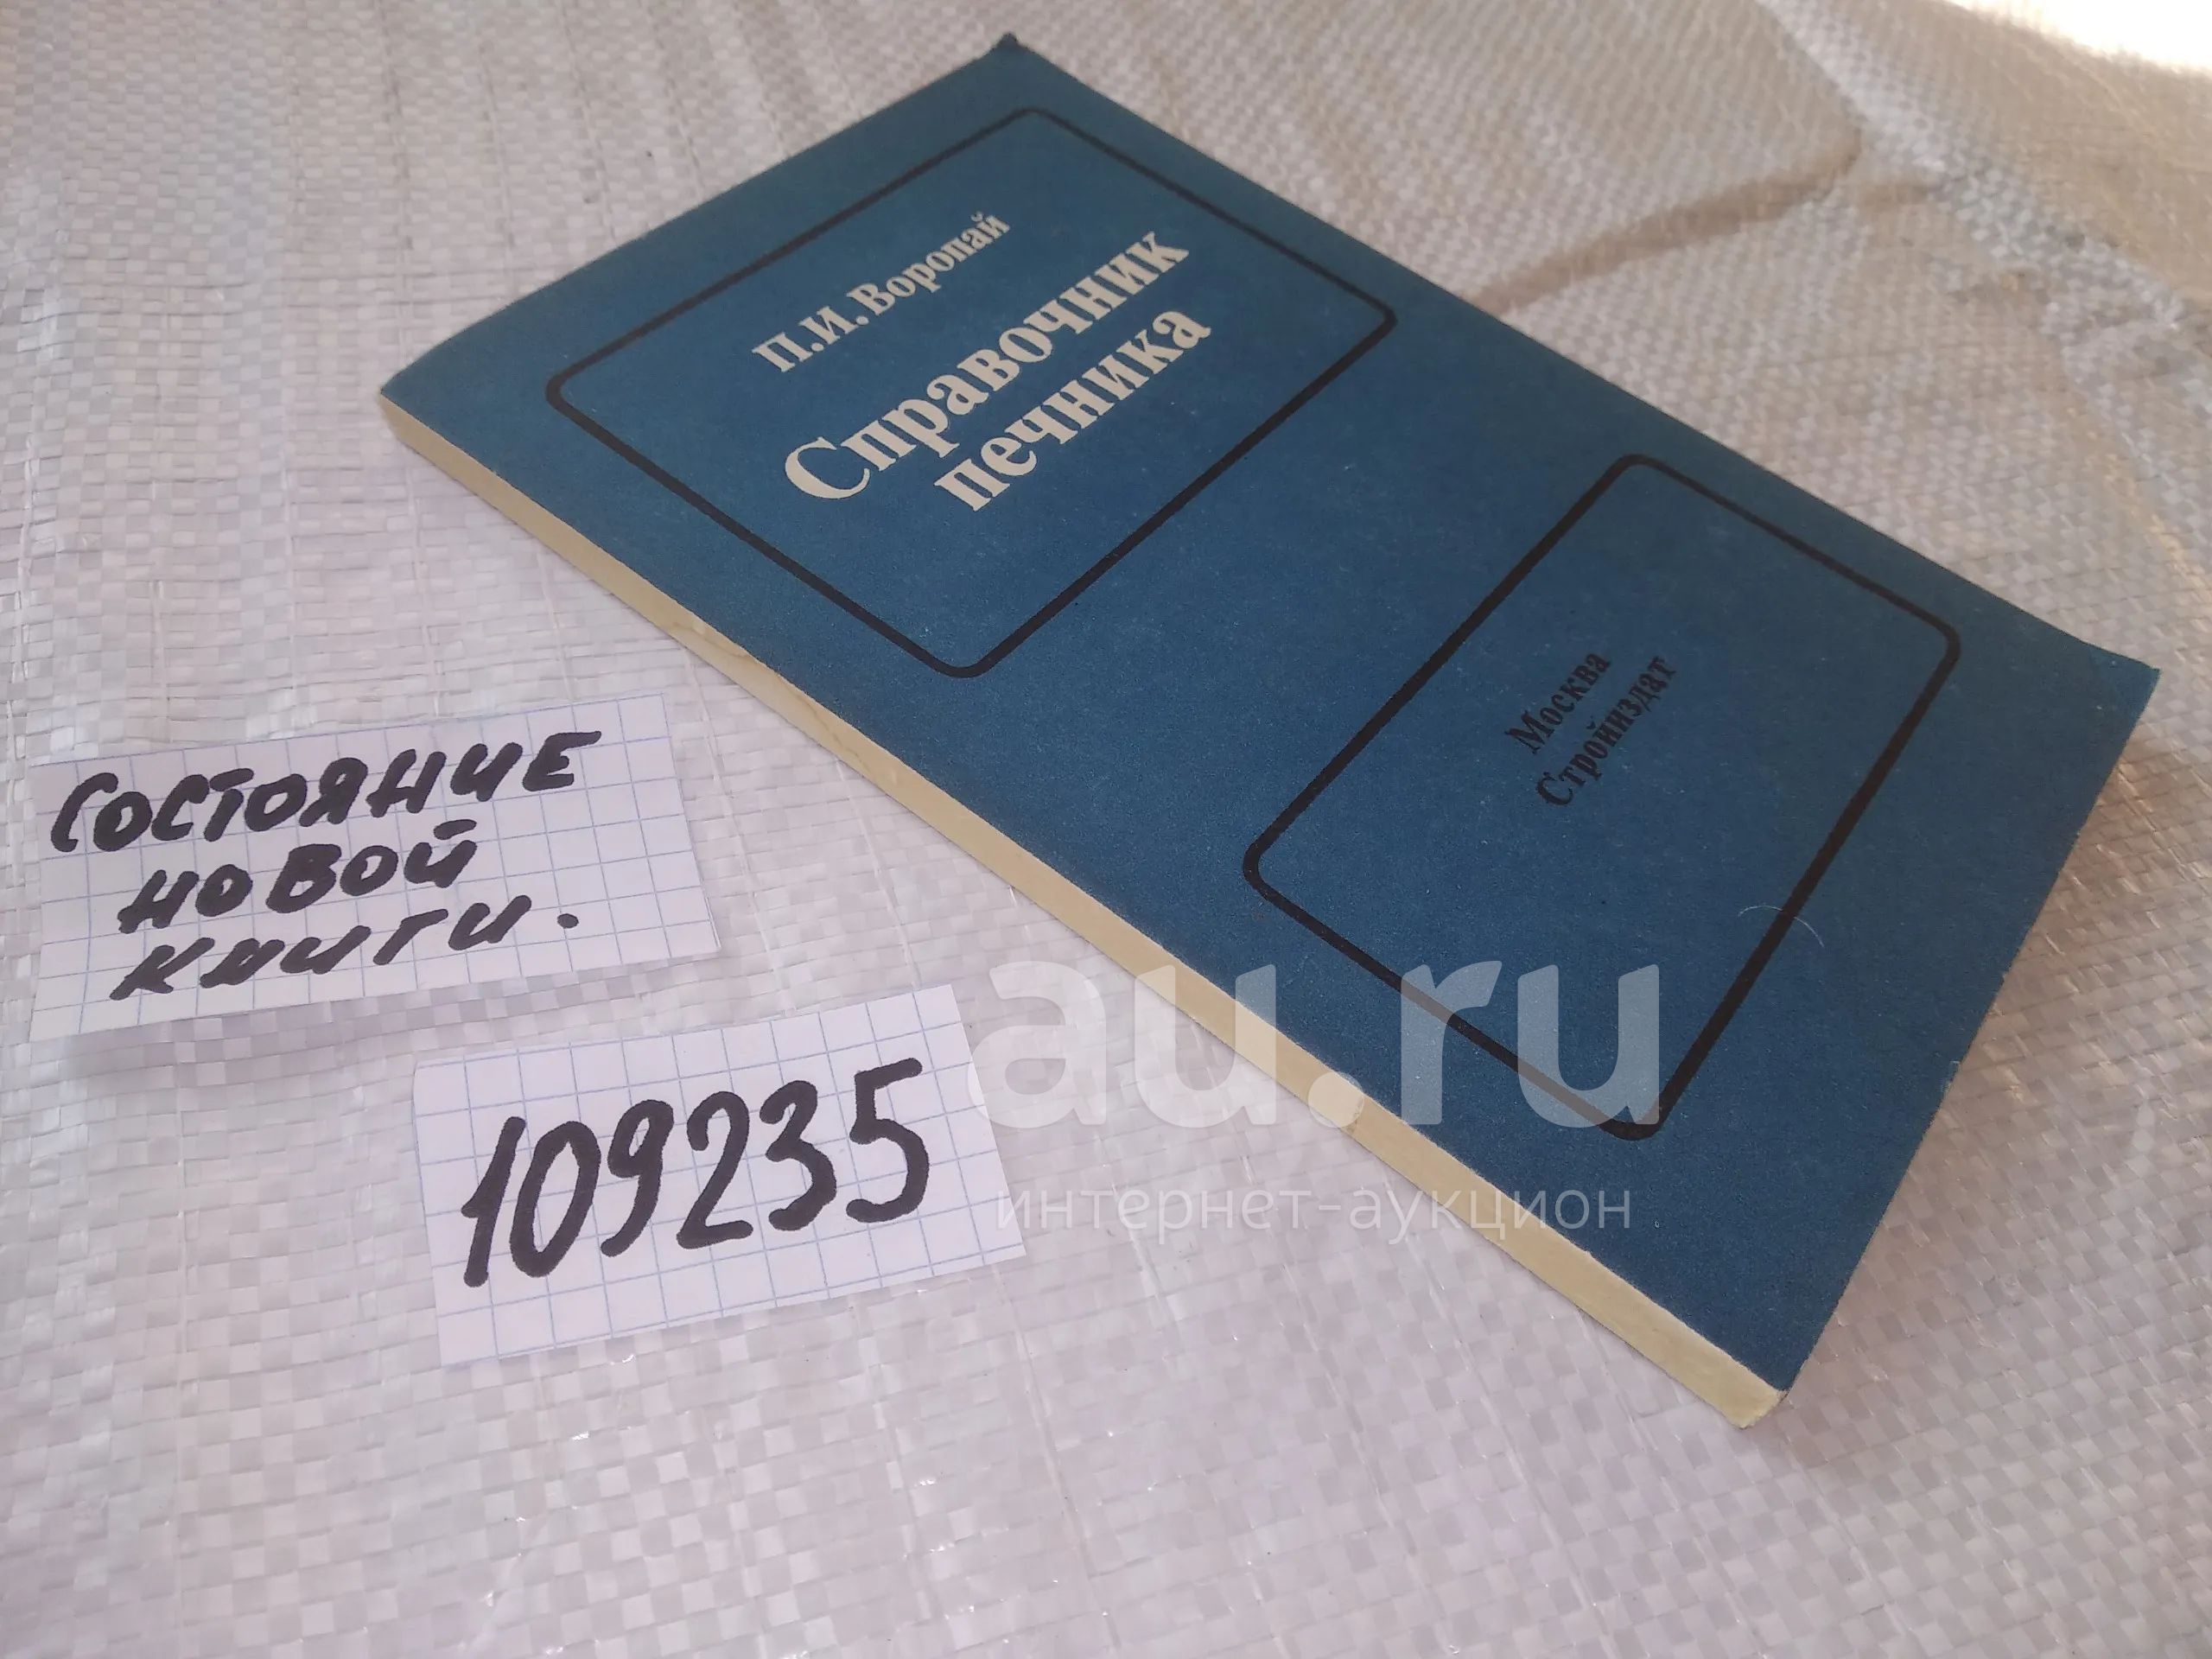 П.И. Воропай
Справочник
печника
Москва
Стройиздат
СОСТОЯНИЕ
НОВОЙ
КНИГИ.
109235
au.ru
интернет-аукцион